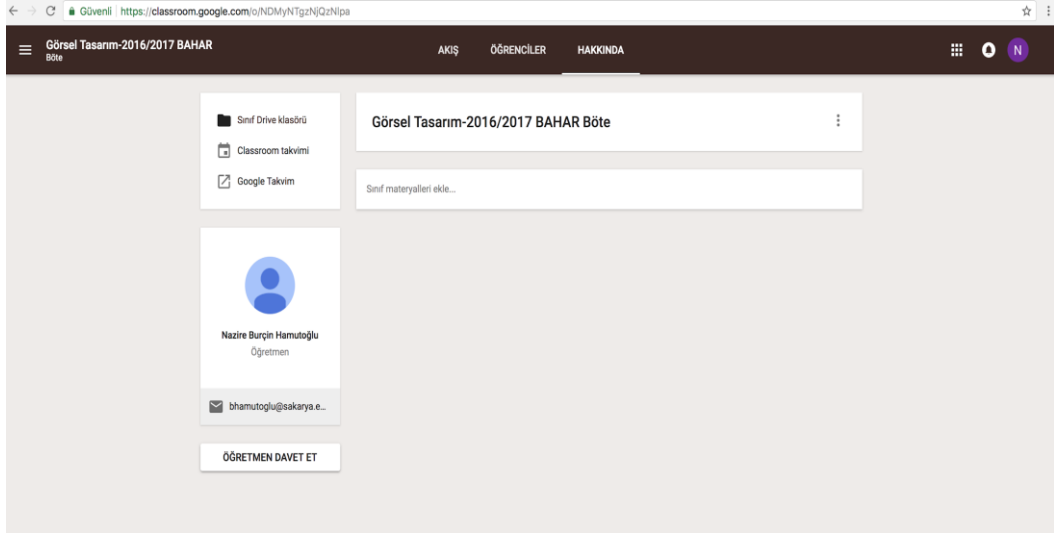 Güvenli | https://classroom.google.com/o/NDMyNTgzNjQzNlpa
Görsel Tasarım-2016/2017 BAHAR
Böte
AKIŞ ÖĞRENCİLER HAKKINDA
N
Sınıf Drive klasörü
Classroom takvimi
Google Takvim
Görsel Tasarım-2016/2017 BAHAR Böte
Sınıf materyalleri ekle...
Nazire Burçin Hamutoğlu
Öğretmen
bhamutoglu@sakarya.e...
ÖĞRETMEN DAVET ET